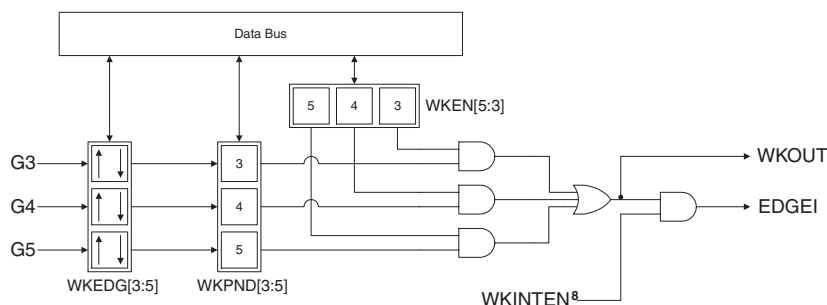 Data Bus
5 4 3 WKEN[5:3]
G3 3 WKOUT
G4 4 EDGEI
G5 5
WKEDG[3:5] WKPND[3:5] WKINTEN⁸